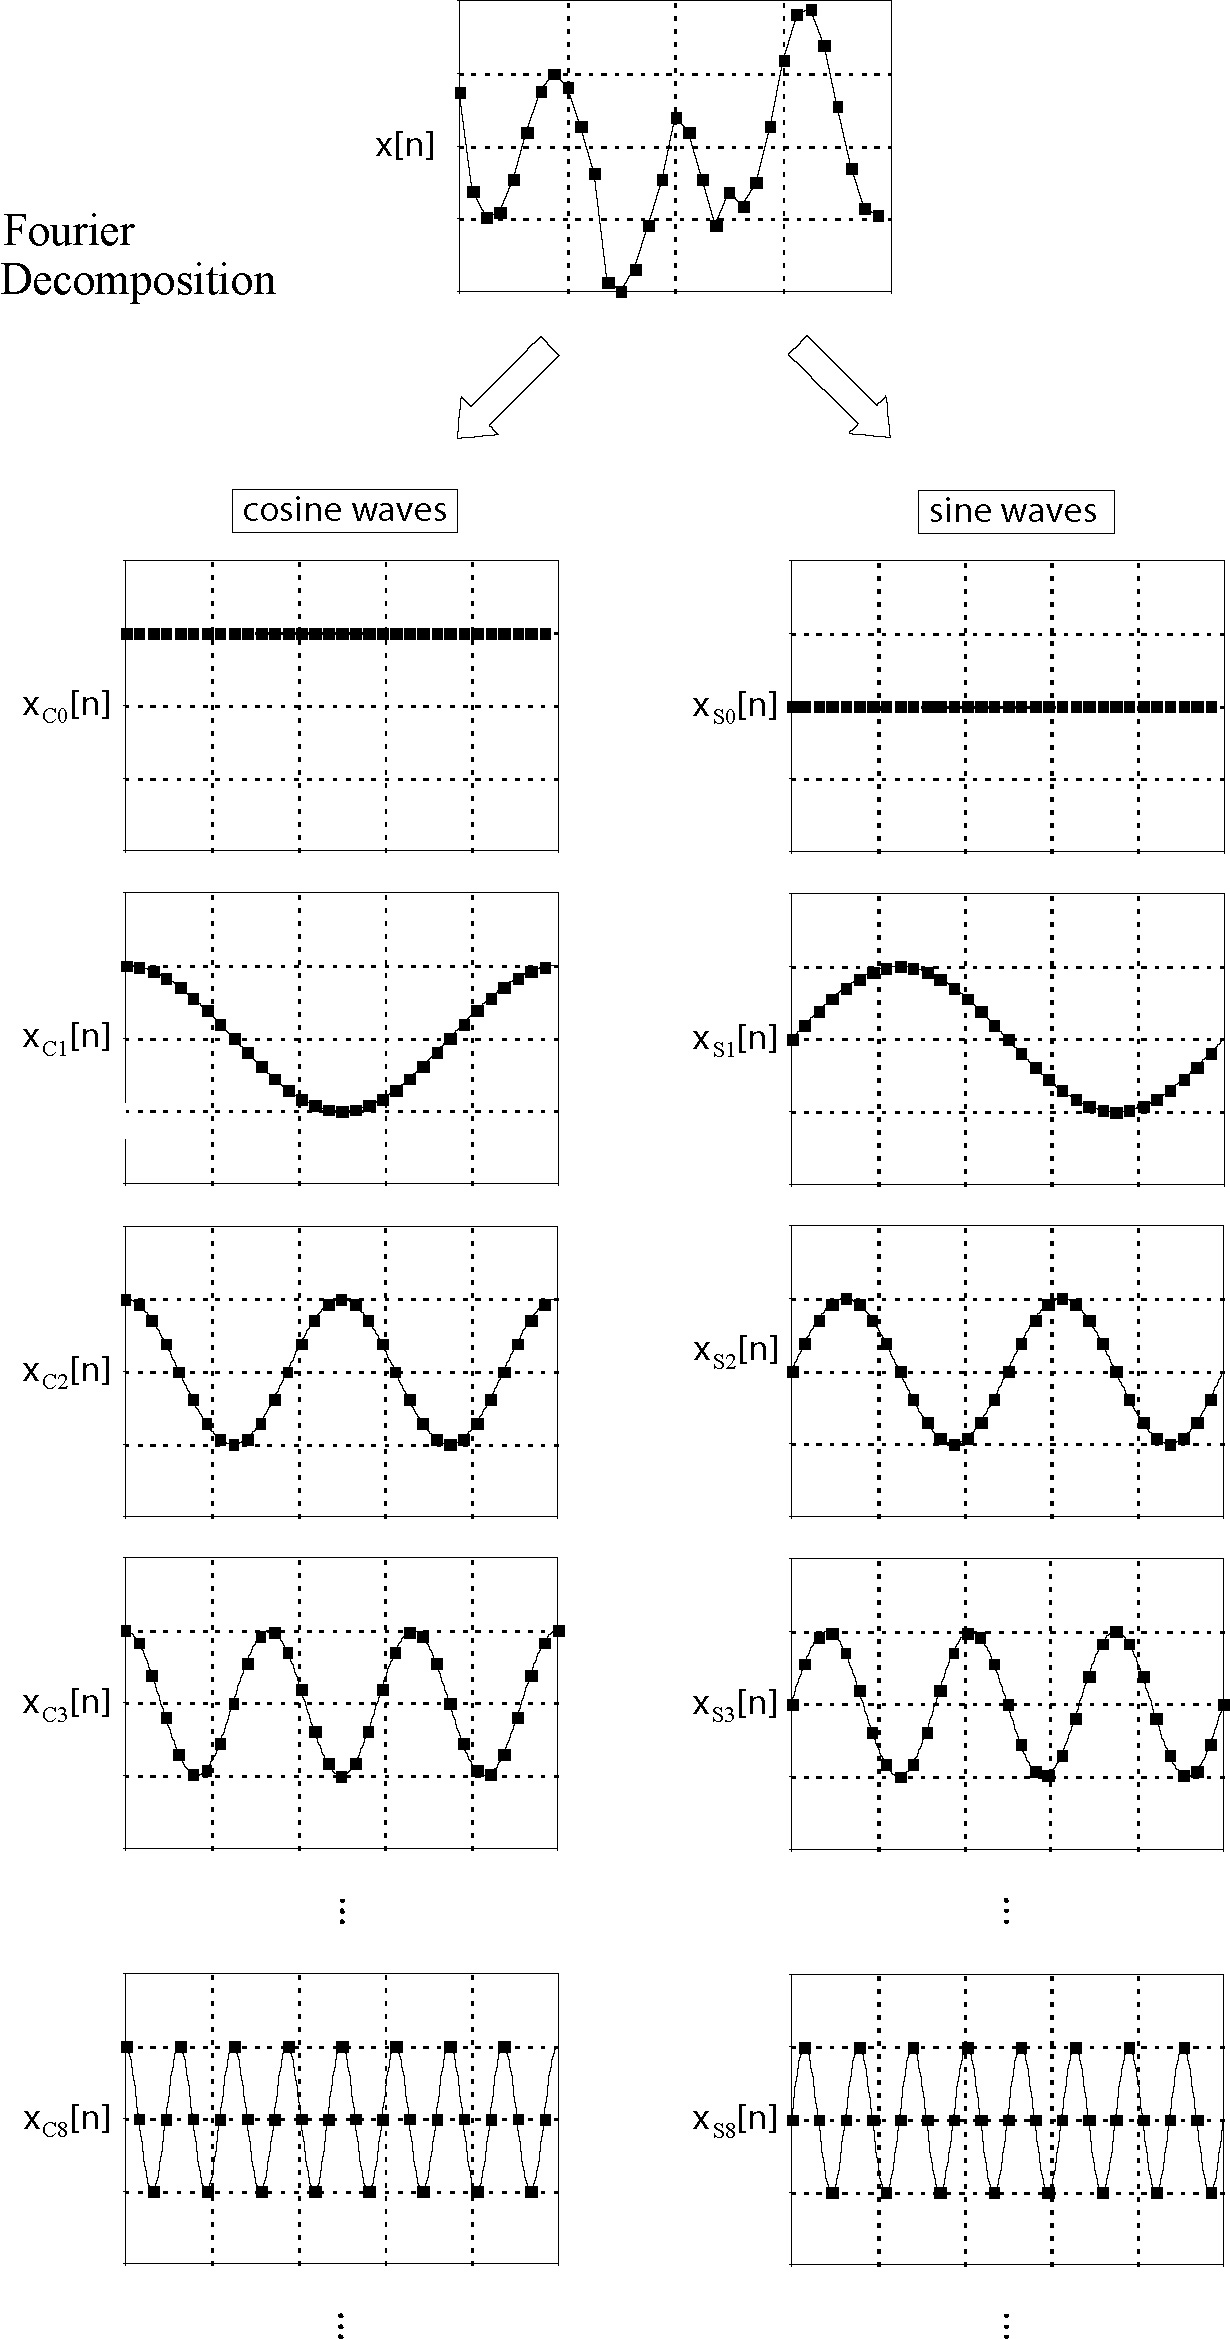 x[n]
Fourier
Decomposition
cosine waves
sine waves
xC0[n]
xS0[n]
xC1[n]
xS1[n]
xC2[n]
xS2[n]
xC3[n]
xS3[n]
⋮
⋮
xC8[n]
xS8[n]
⋮
⋮